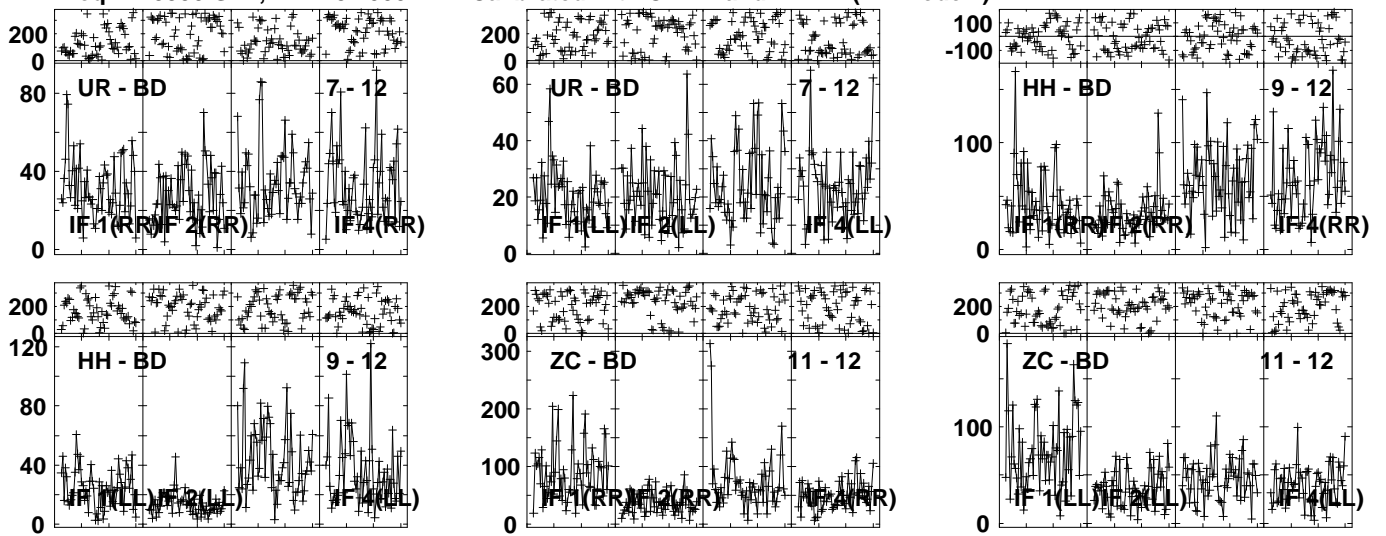 200
0
UR - BD 7 - 12
80
40
0
IF 1(RR) IF 2(RR) IF 4(RR)
200
0
UR - BD 7 - 12
60
40
20
0
IF 1(LL) IF 2(LL) IF 4(LL)
100
-100
HH - BD 9 - 12
100
0
IF 1(RR) IF 2(RR) IF 4(RR)
200
0
HH - BD 9 - 12
120
80
40
0
IF 1(LL) IF 2(LL) IF 4(LL)
200
0
ZC - BD 11 - 12
300
200
100
0
IF 1(RR) IF 2(RR) IF 4(RR)
200
0
ZC - BD 11 - 12
100
0
IF 1(LL) IF 2(LL) IF 4(LL)